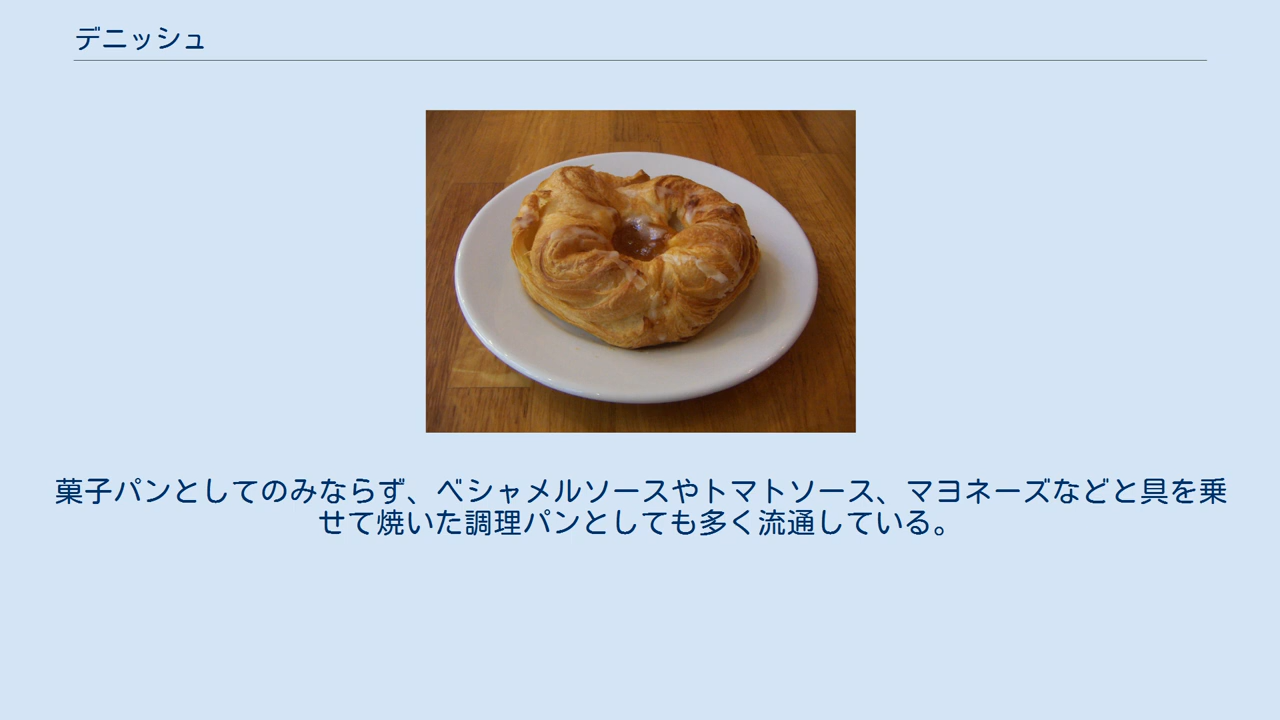 デニッシュ
菓子パンとしてのみならず、ベシャメルソースやトマトソース、マヨネーズなどと具を乗
せて焼いた調理パンとしても多く流通している。